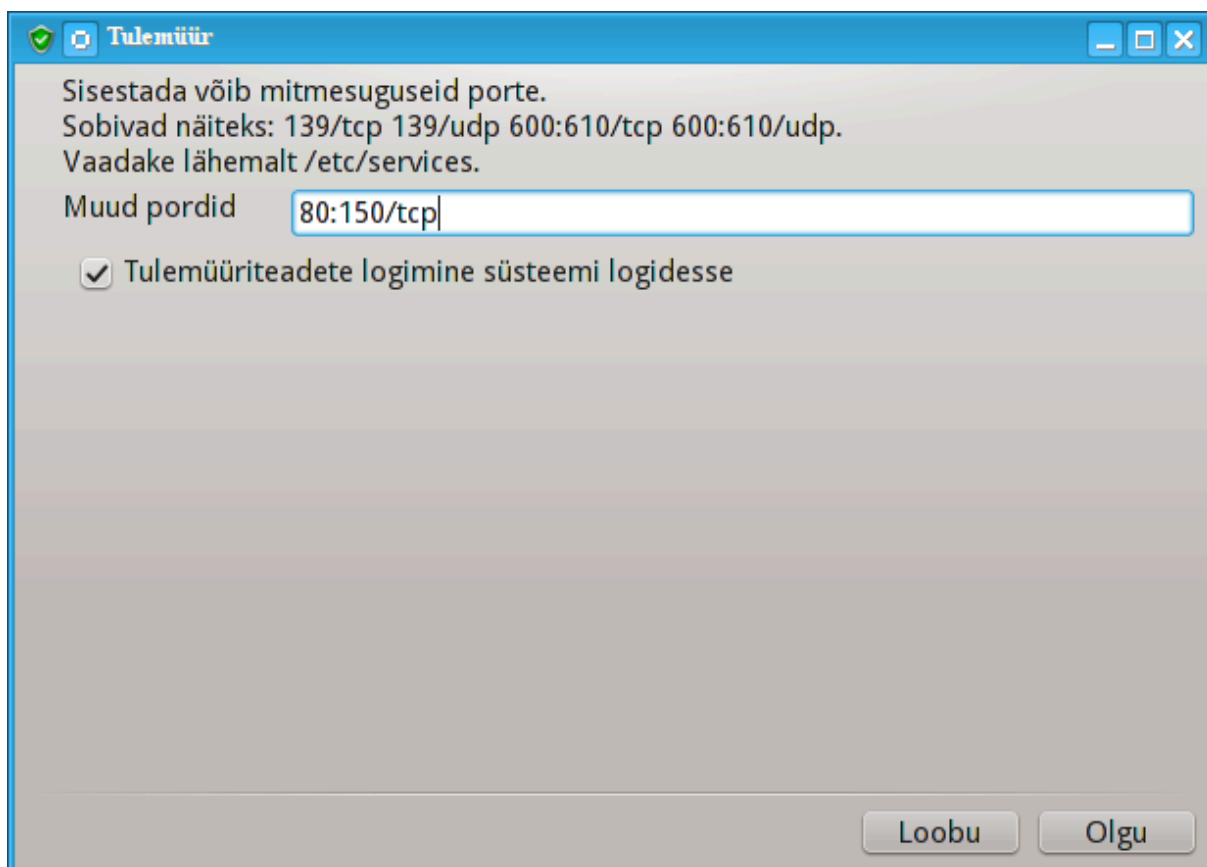 Tulemüür
Sisestada võib mitmesuguseid porte.
Sobivad näiteks: 139/tcp 139/udp 600:610/tcp 600:610/udp.
Vaadake lähemalt /etc/services.
Muud pordid 80:150/tcp
Tulemüüriteadete logimine süsteemi logidesse
Loobu Olgu